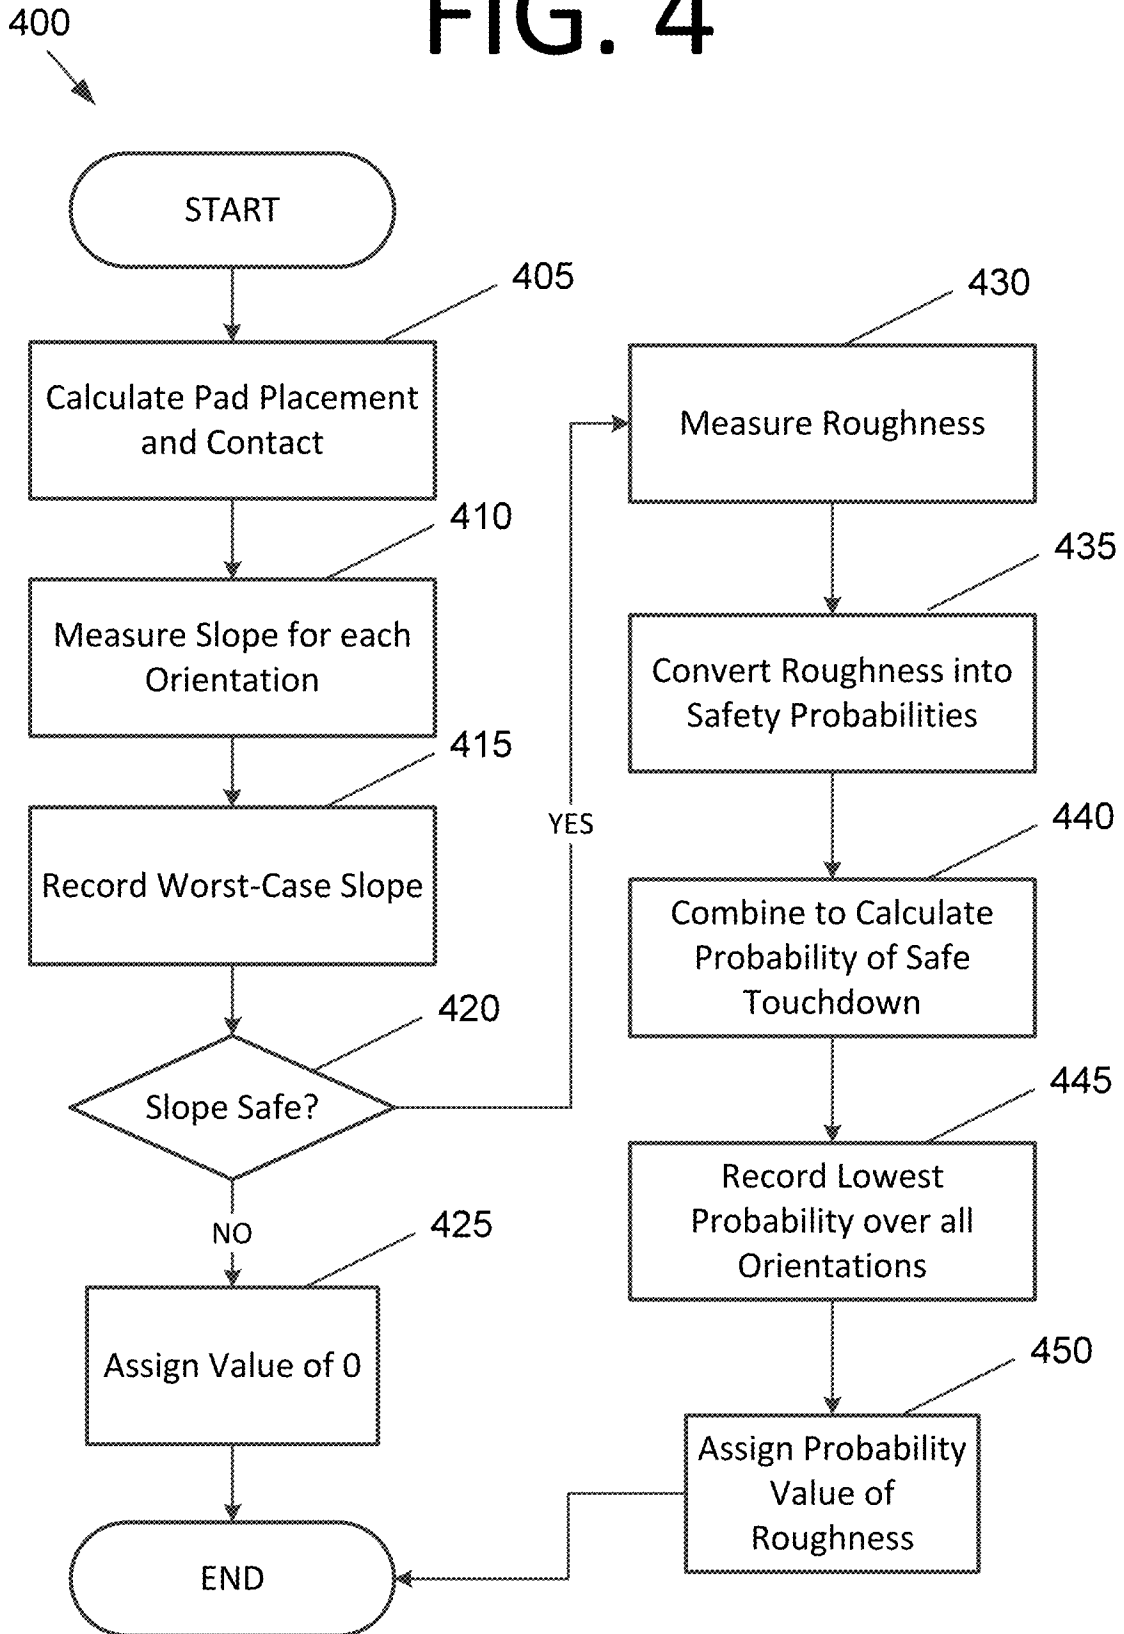 FIG. 4
400
START
405
Calculate Pad Placement
and Contact
410
Measure Slope for each
Orientation
415
Record Worst-Case Slope
420
Slope Safe?
YES
NO
425
Assign Value of 0
END
430
Measure Roughness
435
Convert Roughness into
Safety Probabilities
440
Combine to Calculate
Probability of Safe
Touchdown
445
Record Lowest
Probability over all
Orientations
450
Assign Probability
Value of
Roughness